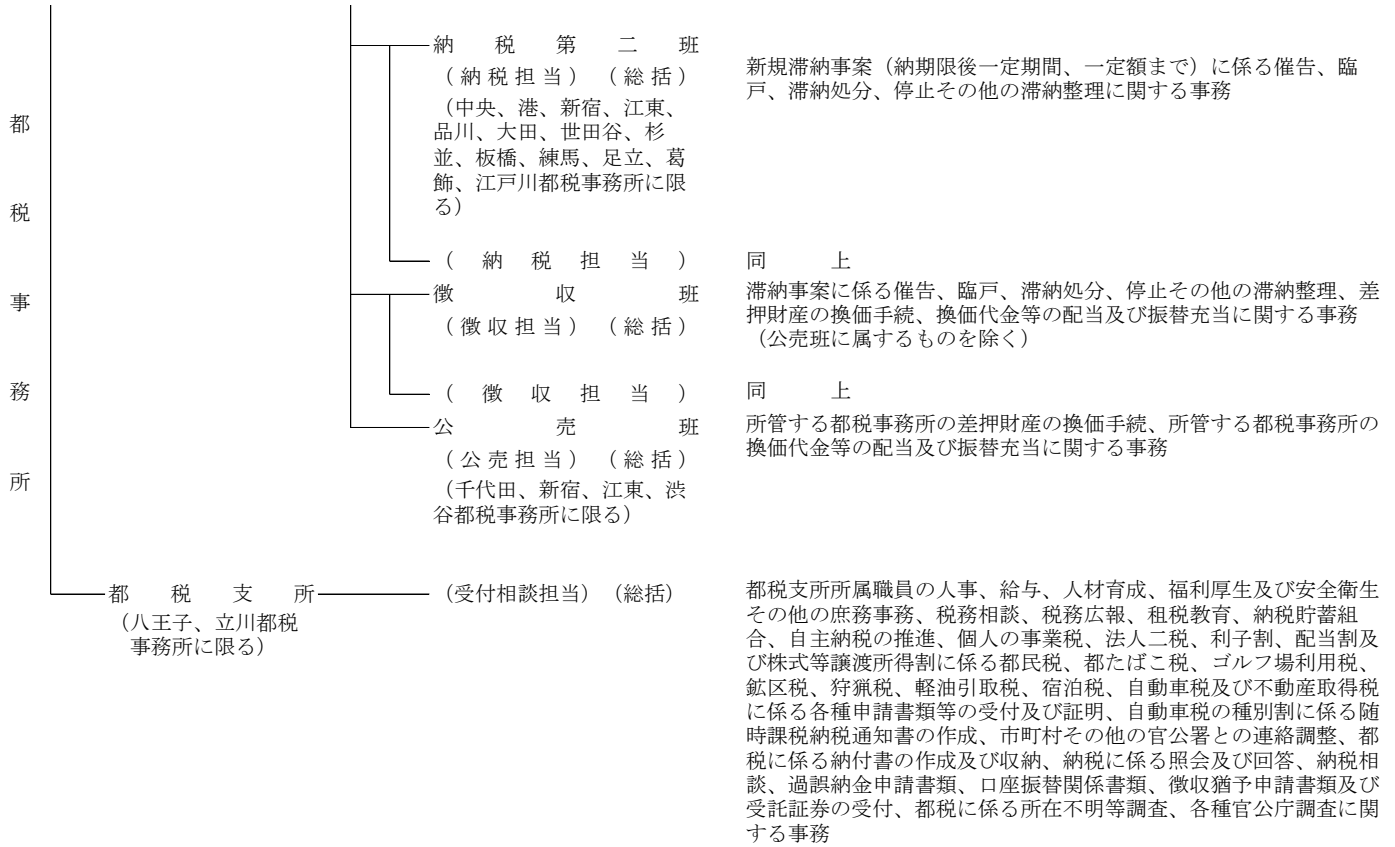 都税事務所
納税第二班
（納税担当）（総括）
（中央、港、新宿、江東、
品川、大田、世田谷、杉
並、板橋、練馬、足立、葛
飾、江戸川都税事務所に限
る）
新規滞納事案（納期限後一定期間、一定額まで）に係る催告、臨
戸、滞納処分、停止その他の滞納整理に関する事務
（納税担当）
同上
徴収班
（徴収担当）（総括）
滞納事案に係る催告、臨戸、滞納処分、停止その他の滞納整理、差
押財産の換価手続、換価代金等の配当及び振替充当に関する事務
（公売班に属するものを除く）
（徴収担当）
同上
公売班
（公売担当）（総括）
（千代田、新宿、江東、渋
谷都税事務所に限る）
所管する都税事務所の差押財産の換価手続、所管する都税事務所の
換価代金等の配当及び振替充当に関する事務
都税支所
（八王子、立川都税
事務所に限る）
（受付相談担当）（総括）
都税支所所属職員の人事、給与、人材育成、福利厚生及び安全衛生
その他の庶務事務、税務相談、税務広報、租税教育、納税貯蓄組
合、自主納税の推進、個人の事業税、法人二税、利子割、配当割及
び株式等譲渡所得割に係る都民税、都たばこ税、ゴルフ場利用税、
鉱区税、狩猟税、軽油引取税、宿泊税、自動車税及び不動産取得税
に係る各種申請書類等の受付及び証明、自動車税の種別割に係る随
時課税納税通知書の作成、市町村その他の官公署との連絡調整、都
税に係る納付書の作成及び収納、納税に係る照会及び回答、納税相
談、過誤納金申請書類、口座振替関係書類、徴収猶予申請書類及び
受託証券の受付、都税に係る所在不明等調査、各種官公庁調査に関
する事務